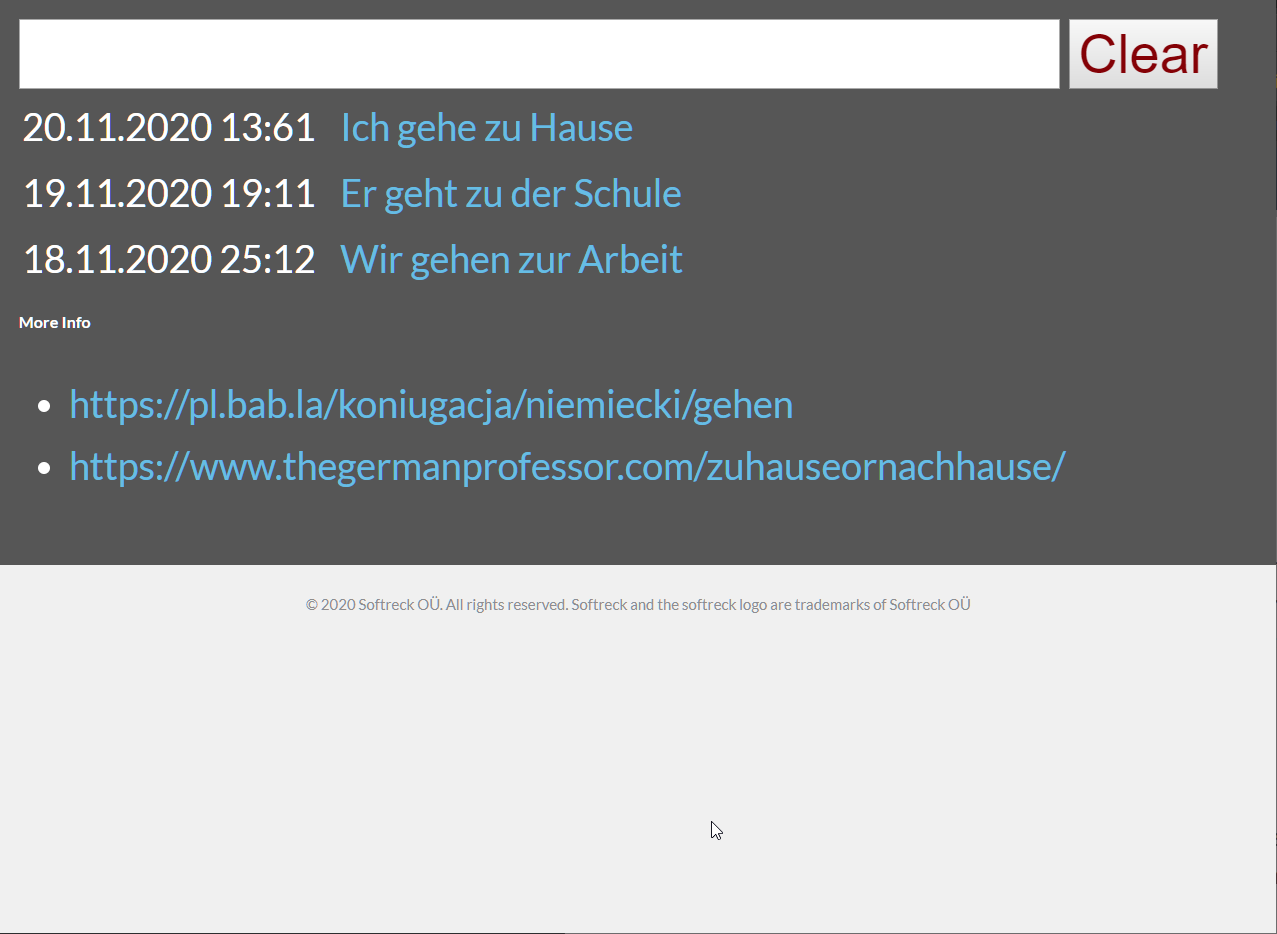 Clear
20.11.2020 13:61 Ich gehe zu Hause
19.11.2020 19:11 Er geht zu der Schule
18.11.2020 25:12 Wir gehen zur Arbeit
More Info
https://pl.bab.la/koniugacja/niemiecki/gehen
https://www.thegermanprofessor.com/zuhauseornachhause/
© 2020 Softreck OÜ. All rights reserved. Softreck and the softreck logo are trademarks of Softreck OÜ